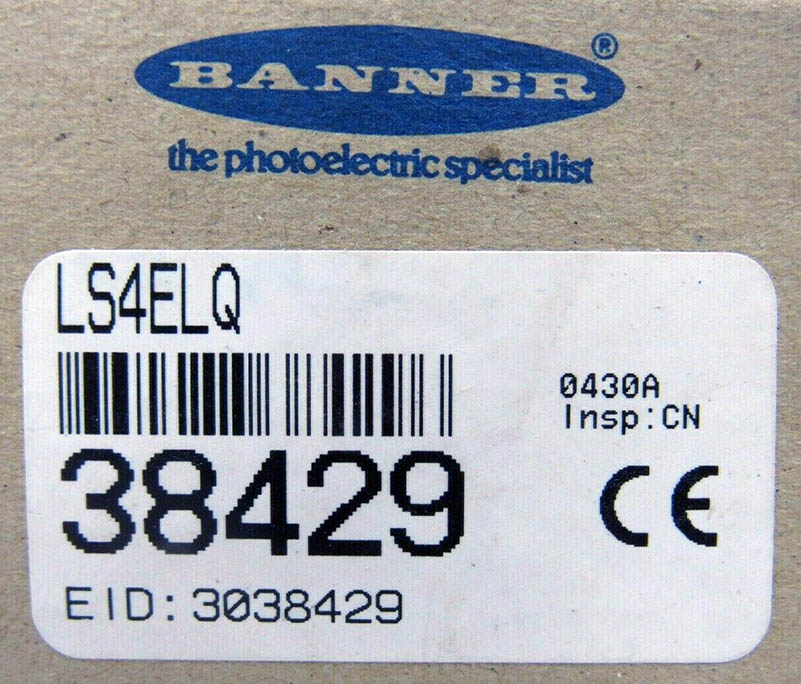 BANNER®
the photoelectric specialist
LS4ELQ
0430A
Insp:CN
38429
CE
EID: 3038429